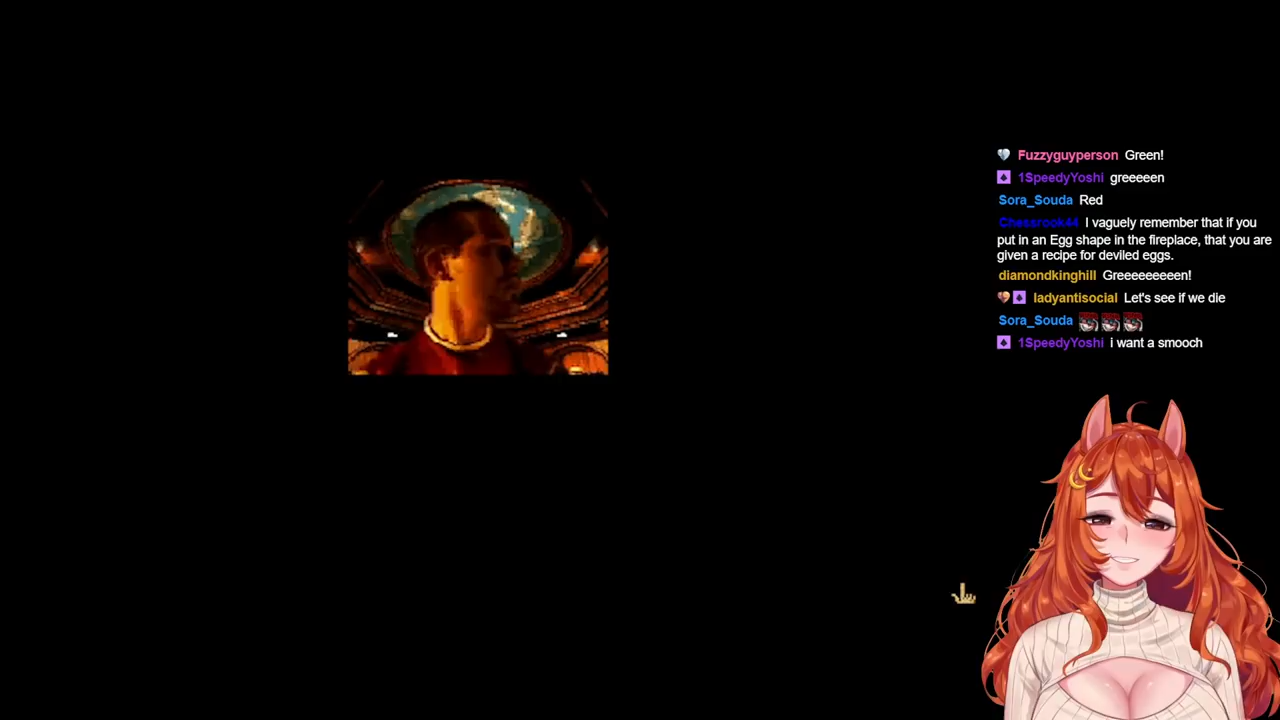 Fuzzyguyperson Green!
1SpeedyYoshi greeeeen
Sora_Souda Red
Chessrook44 I vaguely remember that if you
put in an Egg shape in the fireplace, that you are
given a recipe for deviled eggs.
diamondkinghill Greeeeeeeeen!
ladyantisocial Let's see if we die
Sora_Souda
1SpeedyYoshi i want a smooch